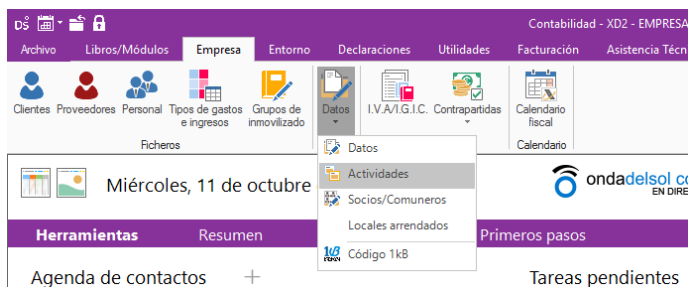 DS
Contabilidad - XD2 - EMPRESA
Archivo Libros/Módulos Empresa Entorno Declaraciones Utilidades Facturación Asistencia Técn
Clientes Proveedores Personal Tipos de gastos e ingresos Grupos de inmovilizado Datos I.V.A/I.G.I.C. Contrapartidas Calendario fiscal
Ficheros Calendario
Datos
Actividades
Socios/Comuneros
Locales arrendados
Código 1kB
Miércoles, 11 de octubre
ondadelsol co
EN DIRE
Herramientas Resumen Primeros pasos
Agenda de contactos + Tareas pendientes